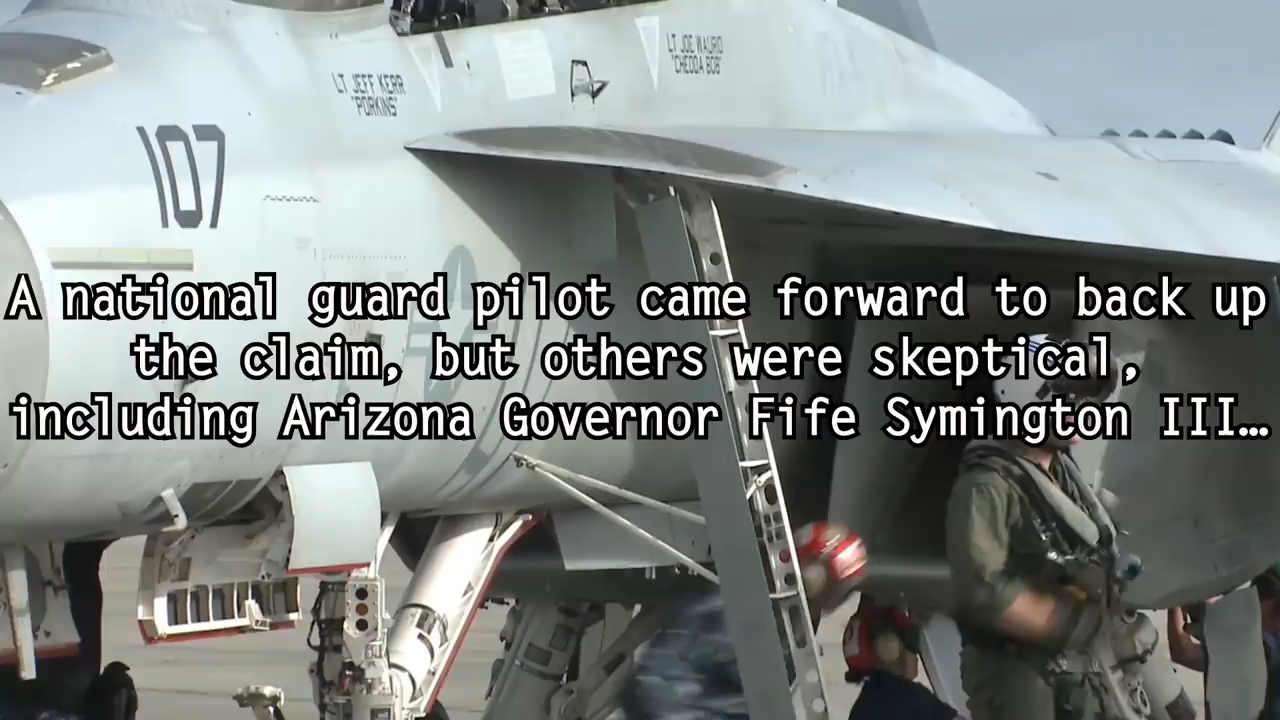 LT JEFF KERR
"PORKINS"
LT JOE WAURO
"CHEDDA BOB"
107
A national guard pilot came forward to back up
the claim, but others were skeptical,
including Arizona Governor Fife Symington III…